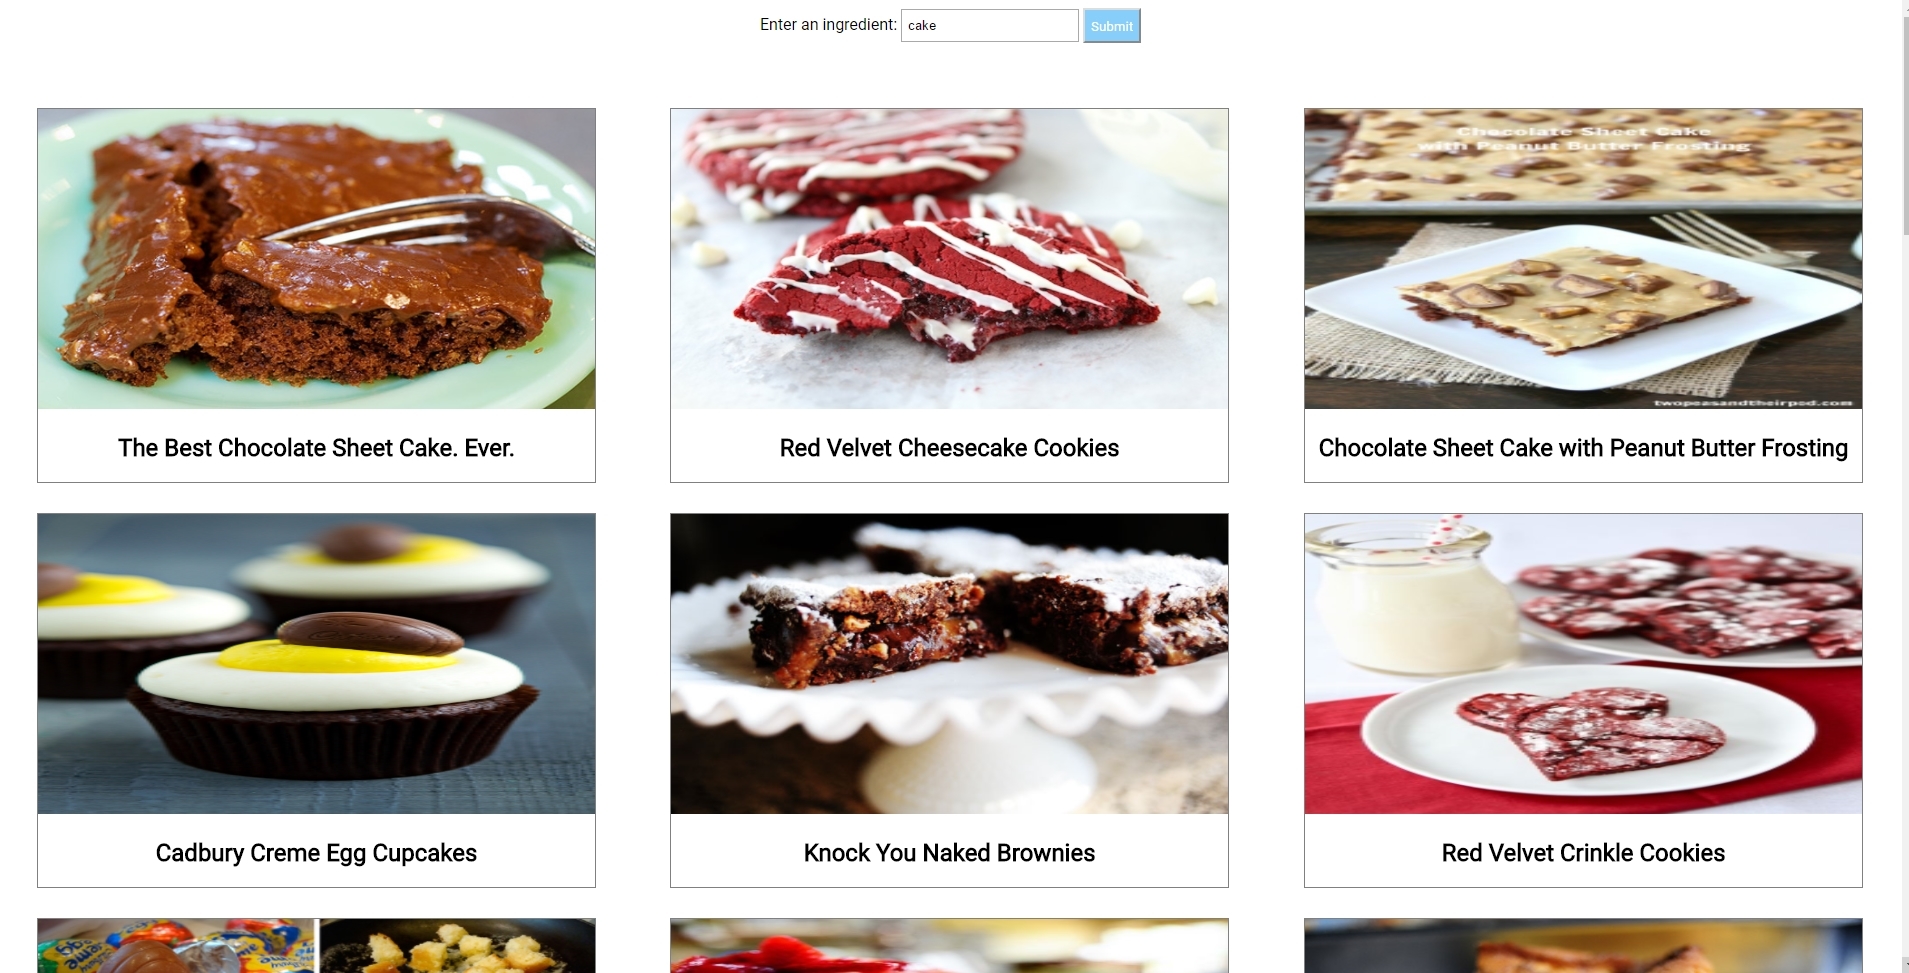 Enter an ingredient: cake Submit
Chocolate Sheet Cake
with Peanut Butter Frosting
twopeasandtheirpod.com
The Best Chocolate Sheet Cake. Ever.
Red Velvet Cheesecake Cookies
Chocolate Sheet Cake with Peanut Butter Frosting
Cadbury Creme Egg Cupcakes
Knock You Naked Brownies
Red Velvet Crinkle Cookies